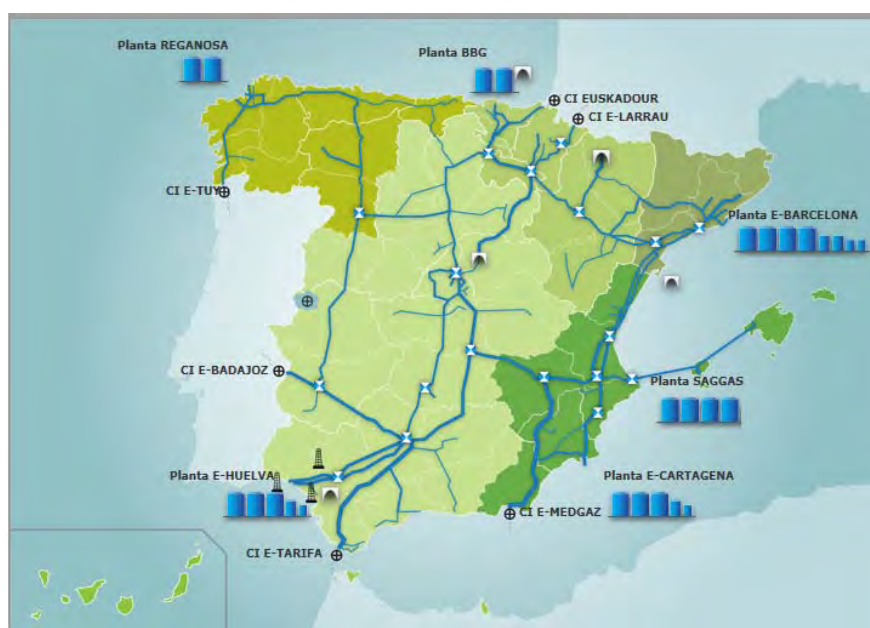 Planta REGANOSA
Planta BBG
CI EUSKADOUR
CI E-LARRAU
CI E-TUY
Planta E-BARCELONA
CI E-BADAJOZ
Planta SAGGAS
Planta E-HUELVA
Planta E-CARTAGENA
CI E-MEDGAZ
CI E-TARIFA